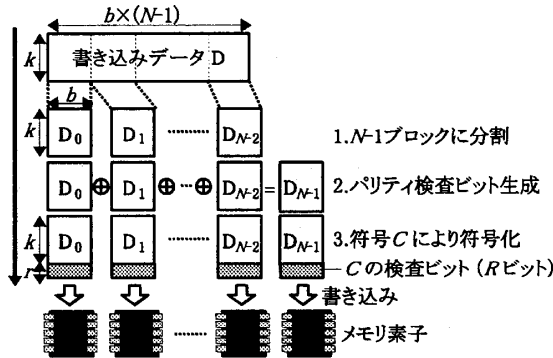 b×(N-1)
k 書き込みデータ D
b
k D0 D1 ……… DN-2 1.N-1ブロックに分割
D0 ⊕ D1 ⊕ … ⊕ DN-2 = DN-1 2.パリティ検査ビット生成
k D0 D1 ……… DN-2 DN-1 3.符号Cにより符号化
r Cの検査ビット (Rビット)
書き込み
……… メモリ素子